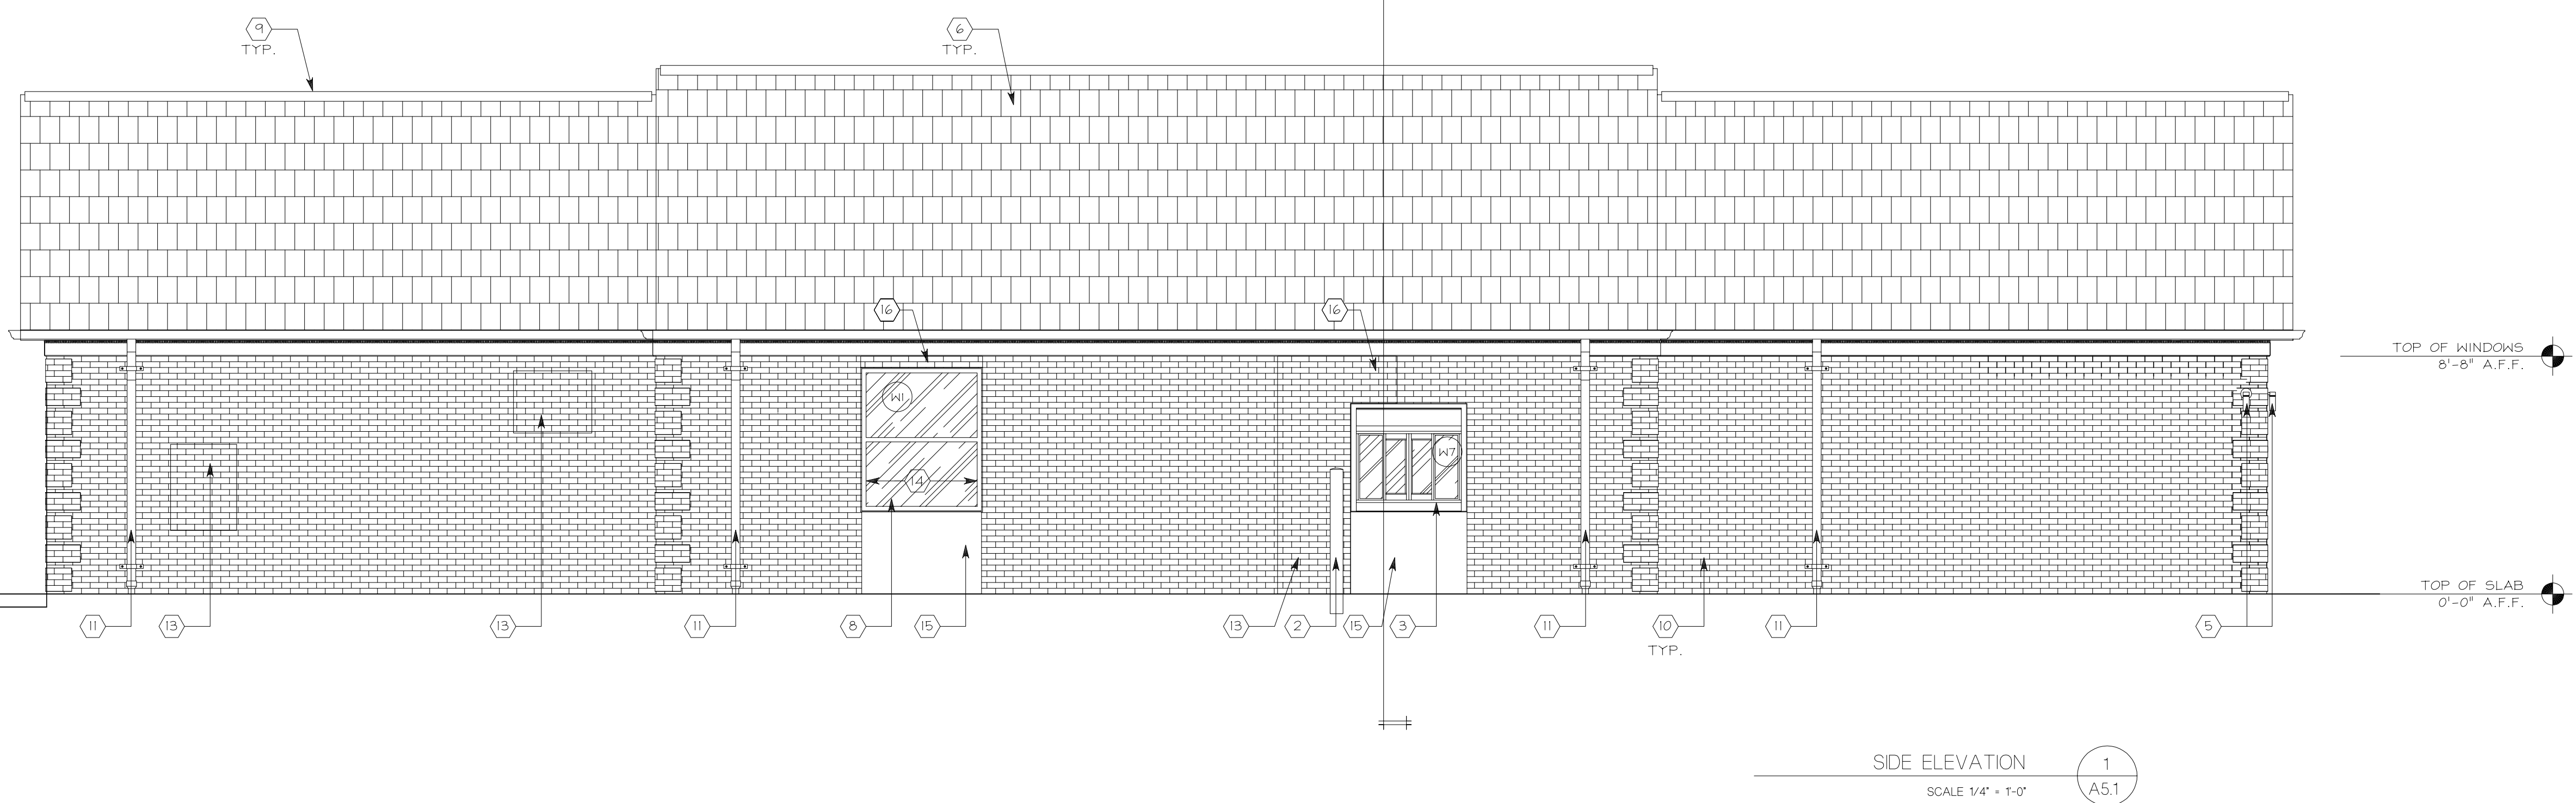 9
TYP.
6
TYP.
16
16
TOP OF WINDOWS
8'-8" A.F.F.
W1
W7
14
TOP OF SLAB
0'-0" A.F.F.
11
13
13
11
8
15
13
2
15
3
11
10
TYP.
11
5
SIDE ELEVATION
SCALE 1/4" = 1'-0"
1
A5.1